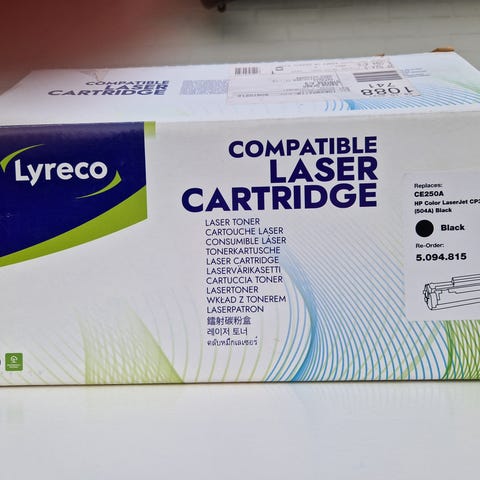 COMPATIBLE
LASER
CARTRIDGE
1088
741
Lyreco
COMPATIBLE
LASER
CARTRIDGE
LASER TONER
CARTOUCHE LASER
CONSUMIBLE LÁSER
TONERKARTUSCHE
LASER CARTRIDGE
LASERVÄRIKASETTI
CARTUCCIA TONER
LASERTONER
WKŁAD Z TONEREM
LASERPATRON
鐳射碳粉盒
레이저 토너
ตลับหมึกเลเซอร์
Replaces:
CE250A
HP Color LaserJet CP3
(504A) Black
Black
Re-Order:
5.094.815